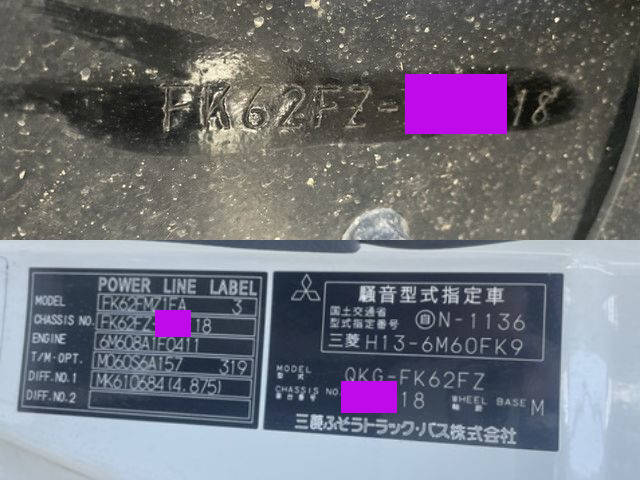 FK62FZ- 18
POWER LINE LABEL
MODEL FK62FMZ1FA 3
CHASSIS NO. FK62FZ- 18
ENGINE 6M608A1F0411
T/M-OPT. M060S6A157 319
DIFF.NO.1 MK610684(4.875)
DIFF.NO.2
騒音型式指定車
国土交通省
型式指定番号 自N-1136
三菱 H13-6M60FK9
MODEL
型式 QKG-FK62FZ
CHASSIS NO. 18 WHEEL BASE M
車台番号 軸距
三菱ふそうトラック・バス株式会社